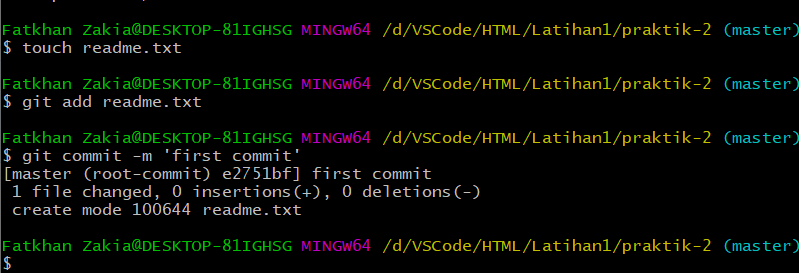 Fatkhan Zakia@DESKTOP-81IGHSG MINGW64 /d/VSCode/HTML/Latihan1/praktik-2 (master)
$ touch readme.txt
Fatkhan Zakia@DESKTOP-81IGHSG MINGW64 /d/VSCode/HTML/Latihan1/praktik-2 (master)
$ git add readme.txt
Fatkhan Zakia@DESKTOP-81IGHSG MINGW64 /d/VSCode/HTML/Latihan1/praktik-2 (master)
$ git commit -m 'first commit'
[master (root-commit) e2751bf] first commit
 1 file changed, 0 insertions(+), 0 deletions(-)
 create mode 100644 readme.txt
Fatkhan Zakia@DESKTOP-81IGHSG MINGW64 /d/VSCode/HTML/Latihan1/praktik-2 (master)
$